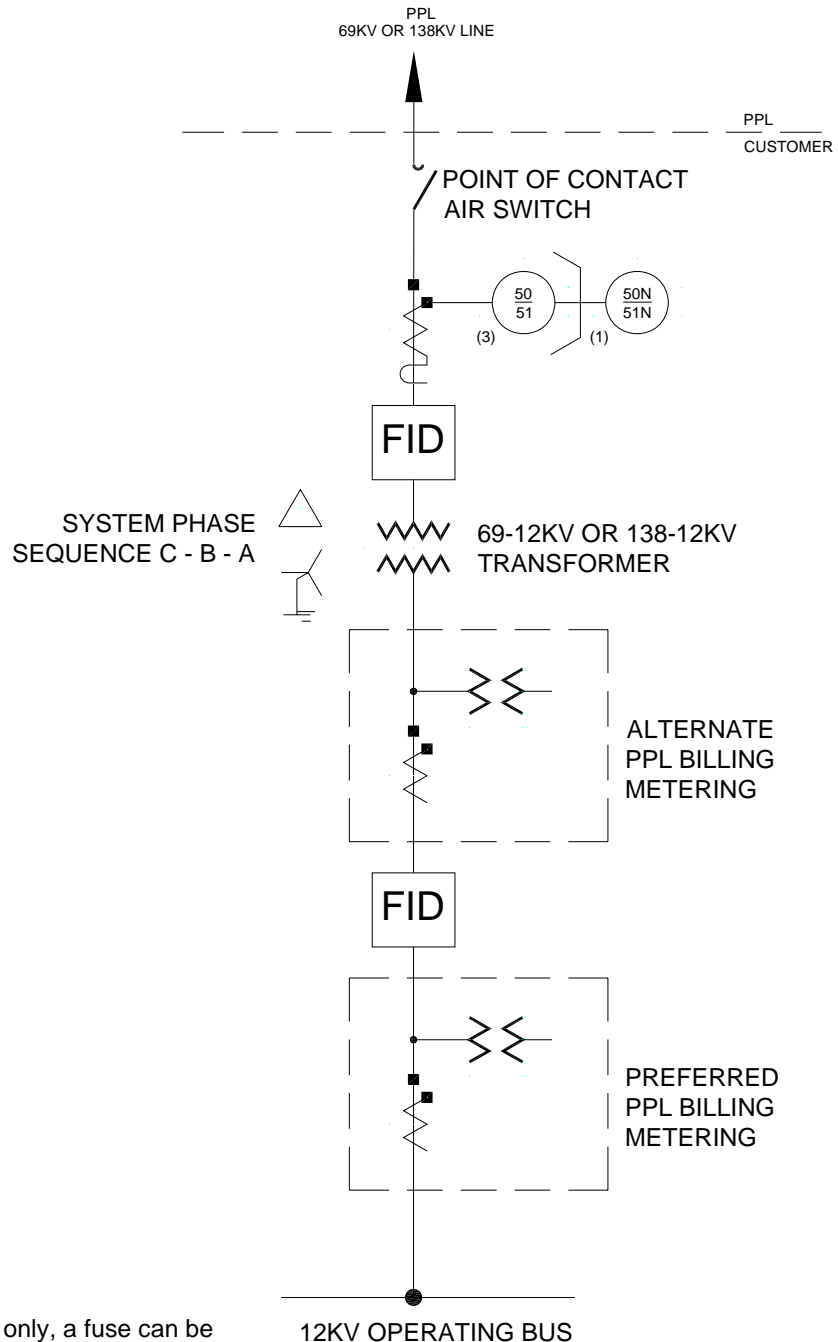 PPL
69KV OR 138KV LINE
PPL
CUSTOMER
POINT OF CONTACT
AIR SWITCH
50
51
(3)
50N
51N
(1)
FID
SYSTEM PHASE
SEQUENCE C - B - A
69-12KV OR 138-12KV
TRANSFORMER
ALTERNATE
PPL BILLING
METERING
FID
PREFERRED
PPL BILLING
METERING
only, a fuse can be
12KV OPERATING BUS